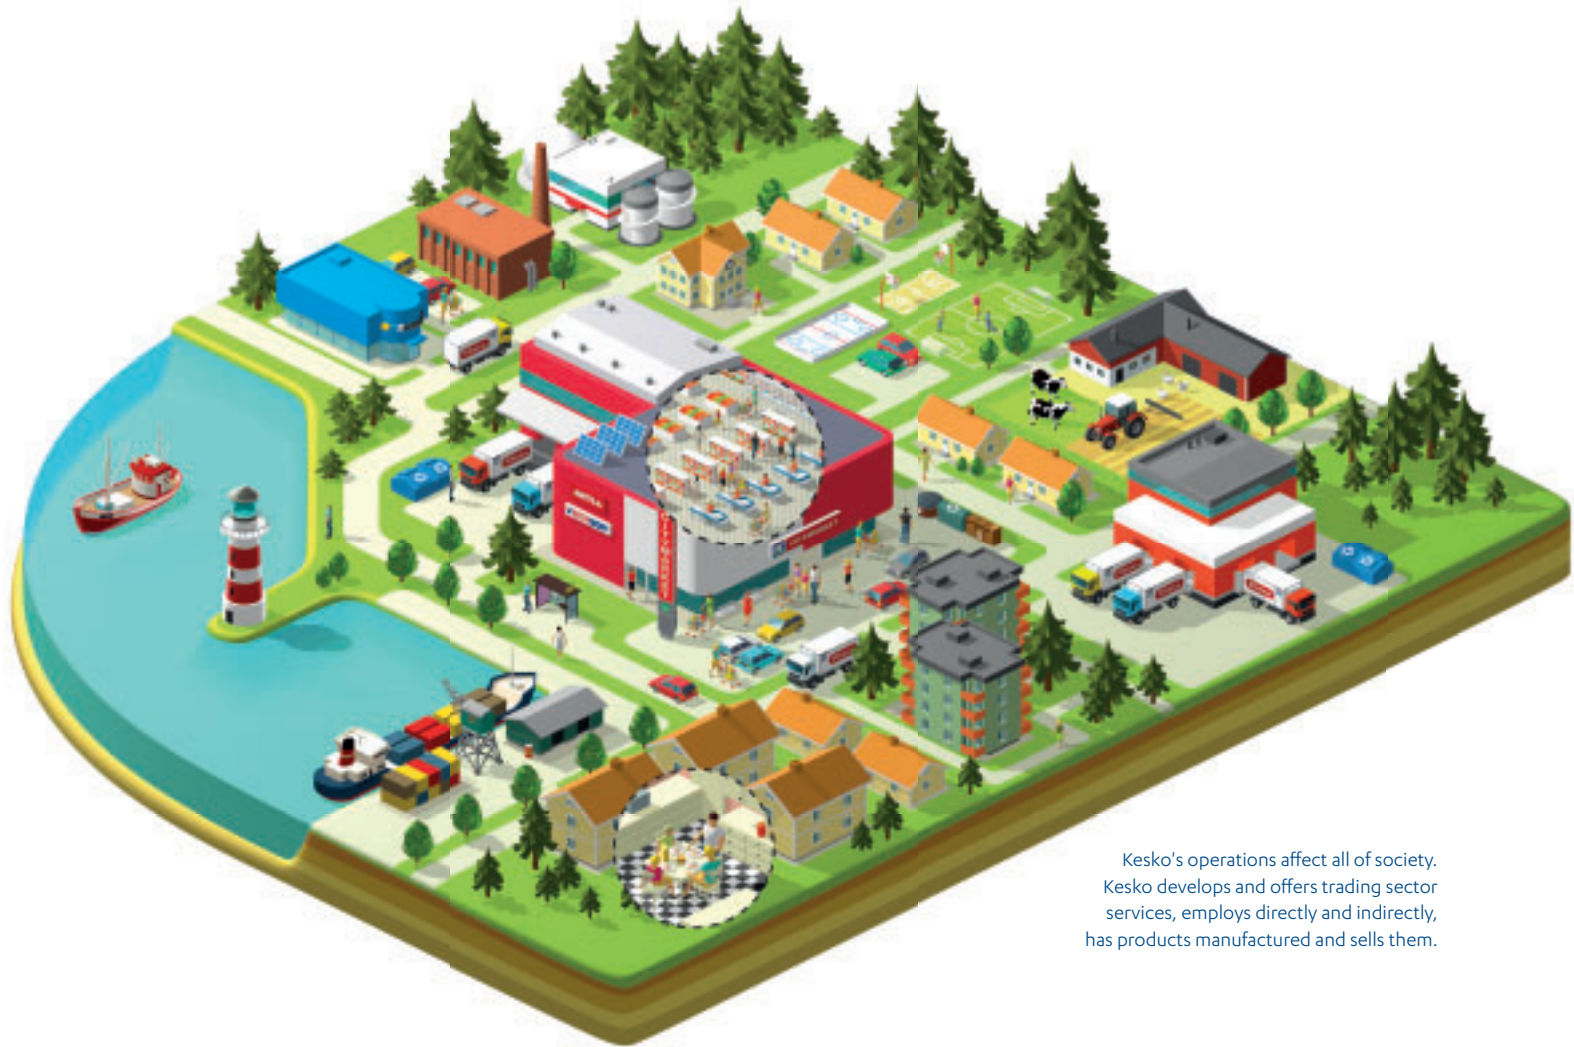 ANTTILA
Kesko's operations affect all of society.
Kesko develops and offers trading sector
services, employs directly and indirectly,
has products manufactured and sells them.